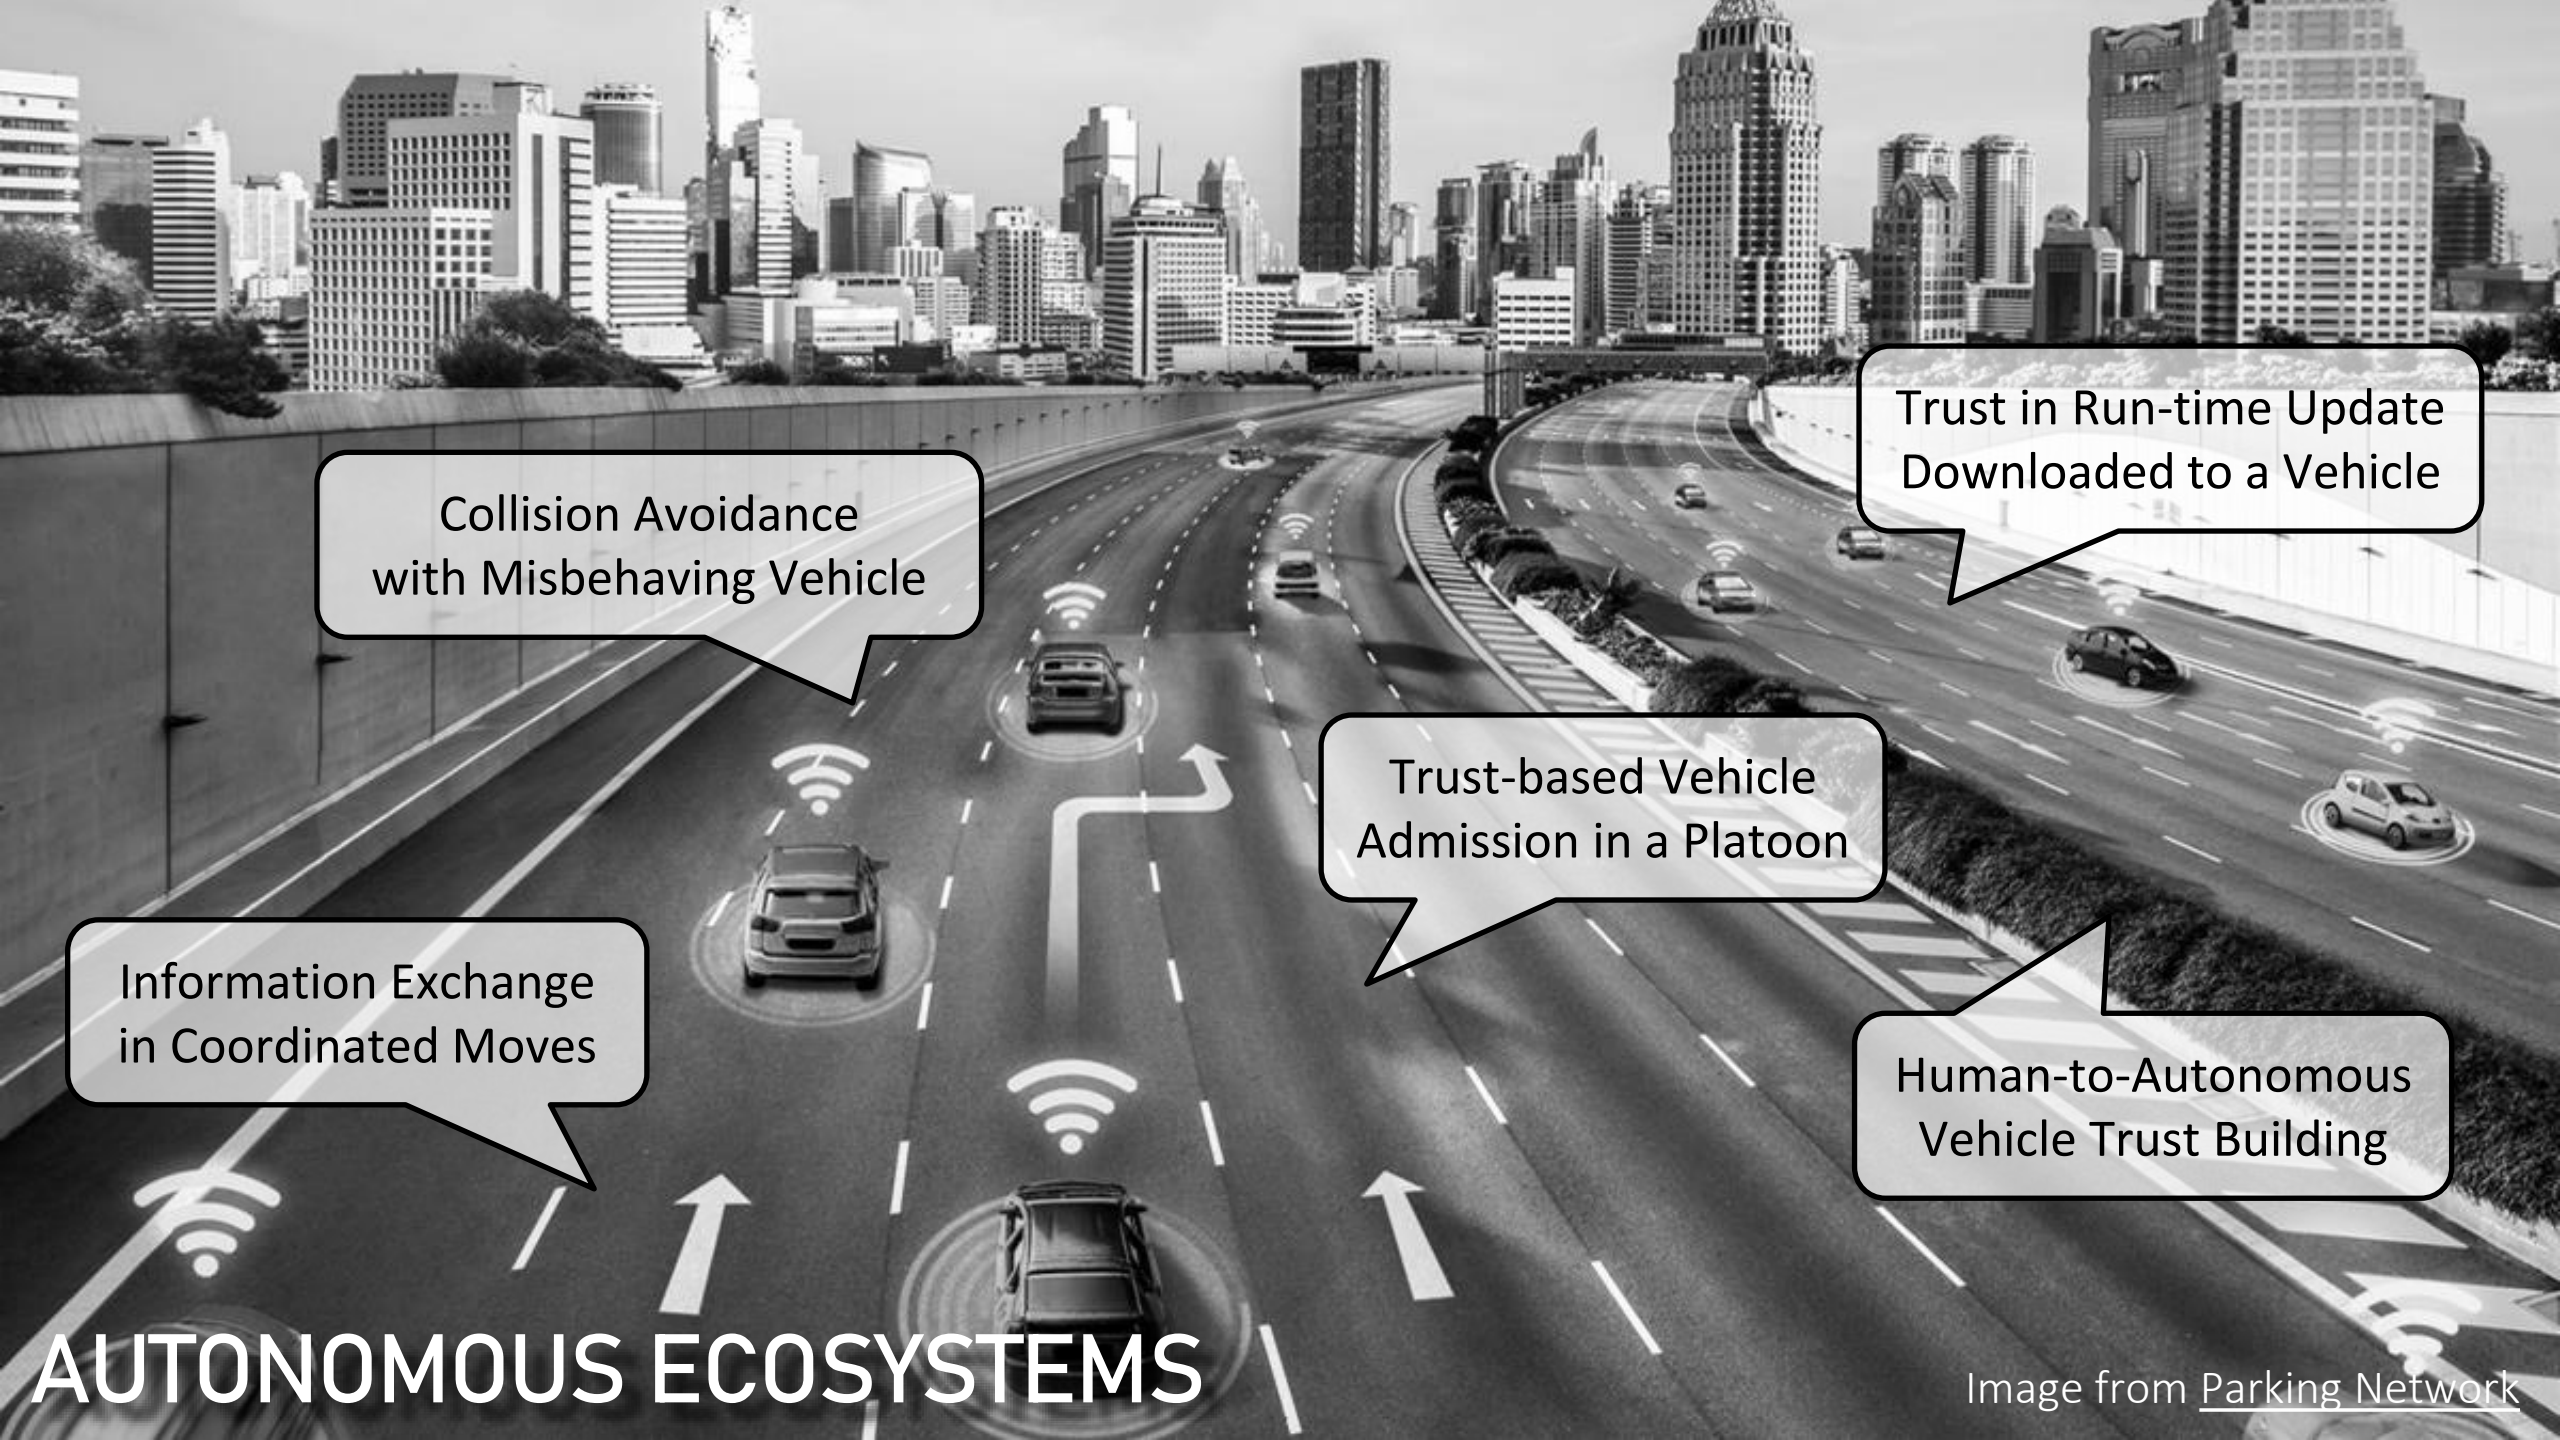 Trust in Run-time Update
Downloaded to a Vehicle
Collision Avoidance
with Misbehaving Vehicle
Trust-based Vehicle
Admission in a Platoon
Information Exchange
in Coordinated Moves
Human-to-Autonomous
Vehicle Trust Building
AUTONOMOUS ECOSYSTEMS
Image from Parking Network